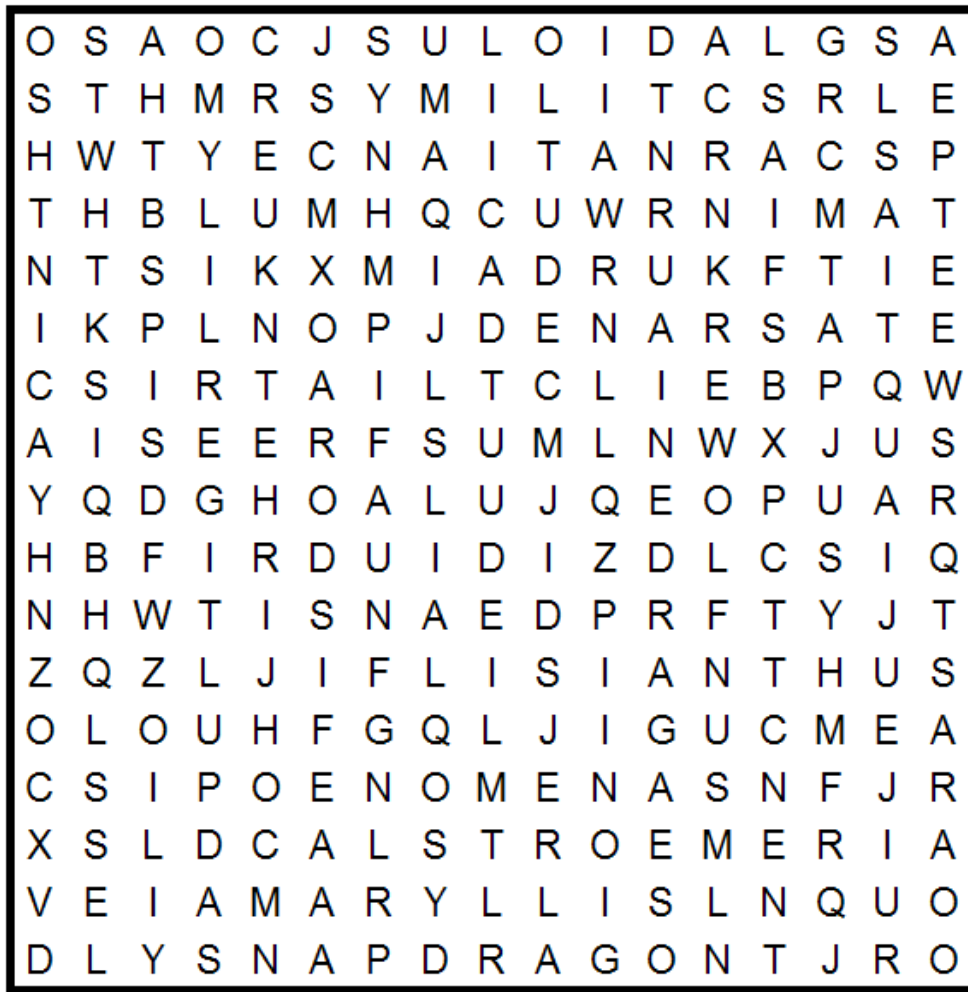 O S A O C J S U L O I D A L G S A
S T H M R S Y M I L I T C S R L E
H W T Y E C N A I T A N R A C S P
T H B L U M H Q C U W R N I M A T
N T S I K X M I A D R U K F T I E
I K P L N O P J D E N A R S A T E
C S I R T A I L T C L I E B P Q W
A I S E E R F S U M L N W X J U S
Y Q D G H O A L U J Q E O P U A R
H B F I R D U I D I Z D L C S I Q
N H W T I S N A E D P R F T Y J T
Z Q Z L J I F L I S I A N T H U S
O L O U H F G Q L J I G U C M E A
C S I P O E N O M E N A S N F J R
X S L D C A L S T R O E M E R I A
V E I A M A R Y L L I S L N Q U O
D L Y S N A P D R A G O N T J R O